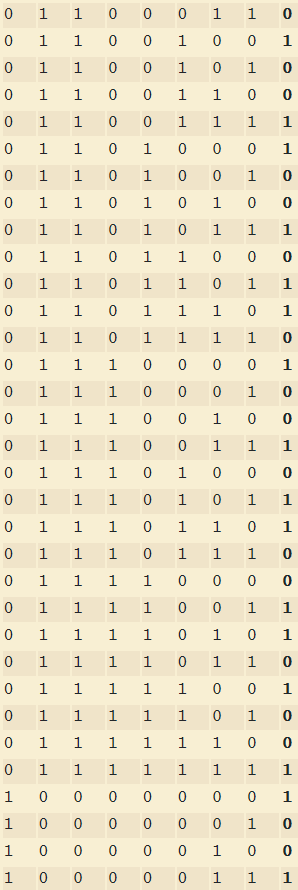 0 1 1 0 0 0 1 1 0
0 1 1 0 0 1 0 0 1
0 1 1 0 0 1 0 1 0
0 1 1 0 0 1 1 0 0
0 1 1 0 0 1 1 1 1
0 1 1 0 1 0 0 0 1
0 1 1 0 1 0 0 1 0
0 1 1 0 1 0 1 0 0
0 1 1 0 1 0 1 1 1
0 1 1 0 1 1 0 0 0
0 1 1 0 1 1 0 1 1
0 1 1 0 1 1 1 0 1
0 1 1 0 1 1 1 1 0
0 1 1 1 0 0 0 0 1
0 1 1 1 0 0 0 1 0
0 1 1 1 0 0 1 0 0
0 1 1 1 0 0 1 1 1
0 1 1 1 0 1 0 0 0
0 1 1 1 0 1 0 1 1
0 1 1 1 0 1 1 0 1
0 1 1 1 0 1 1 1 0
0 1 1 1 1 0 0 0 0
0 1 1 1 1 0 0 1 1
0 1 1 1 1 0 1 0 1
0 1 1 1 1 0 1 1 0
0 1 1 1 1 1 0 0 1
0 1 1 1 1 1 0 1 0
0 1 1 1 1 1 1 0 0
0 1 1 1 1 1 1 1 1
1 0 0 0 0 0 0 0 1
1 0 0 0 0 0 0 1 0
1 0 0 0 0 0 1 0 0
1 0 0 0 0 0 1 1 1